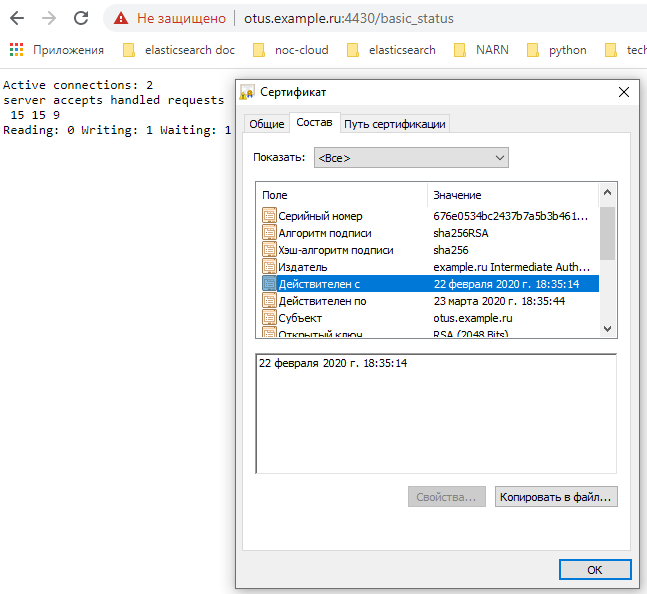 Не защищено otus.example.ru:4430/basic_status
Приложения elasticsearch doc noc-cloud elasticsearch NARN python tech
Active connections: 2
server accepts handled requests
15 15 9
Reading: 0 Writing: 1 Waiting: 1
Сертификат
Общие Состав Путь сертификации
Показать: <Все>
Поле Значение
Серийный номер 676e0534bc2437b7a5b3b461...
Алгоритм подписи sha256RSA
Хэш-алгоритм подписи sha256
Издатель example.ru Intermediate Auth...
Действителен с 22 февраля 2020 г. 18:35:14
Действителен по 23 марта 2020 г. 18:35:44
Субъект otus.example.ru
Открытый ключ RSA (2048 Bits)
22 февраля 2020 г. 18:35:14
Свойства... Копировать в файл...
ОК